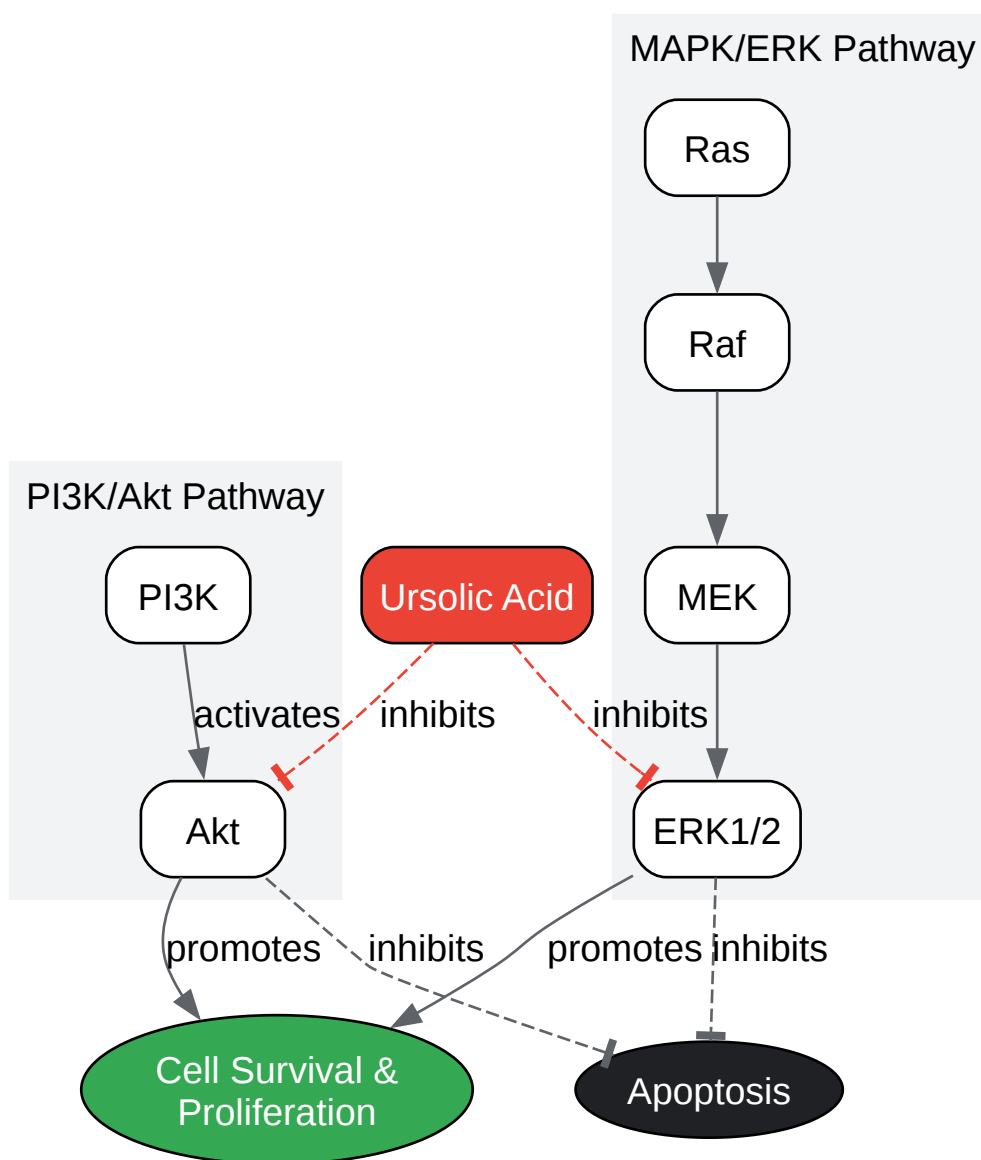 MAPK/ERK Pathway
Ras
Raf
PI3K/Akt Pathway
PI3K
Ursolic Acid
MEK
activates
inhibits
inhibits
Akt
ERK1/2
promotes
inhibits
promotes
inhibits
Cell Survival &
Proliferation
Apoptosis